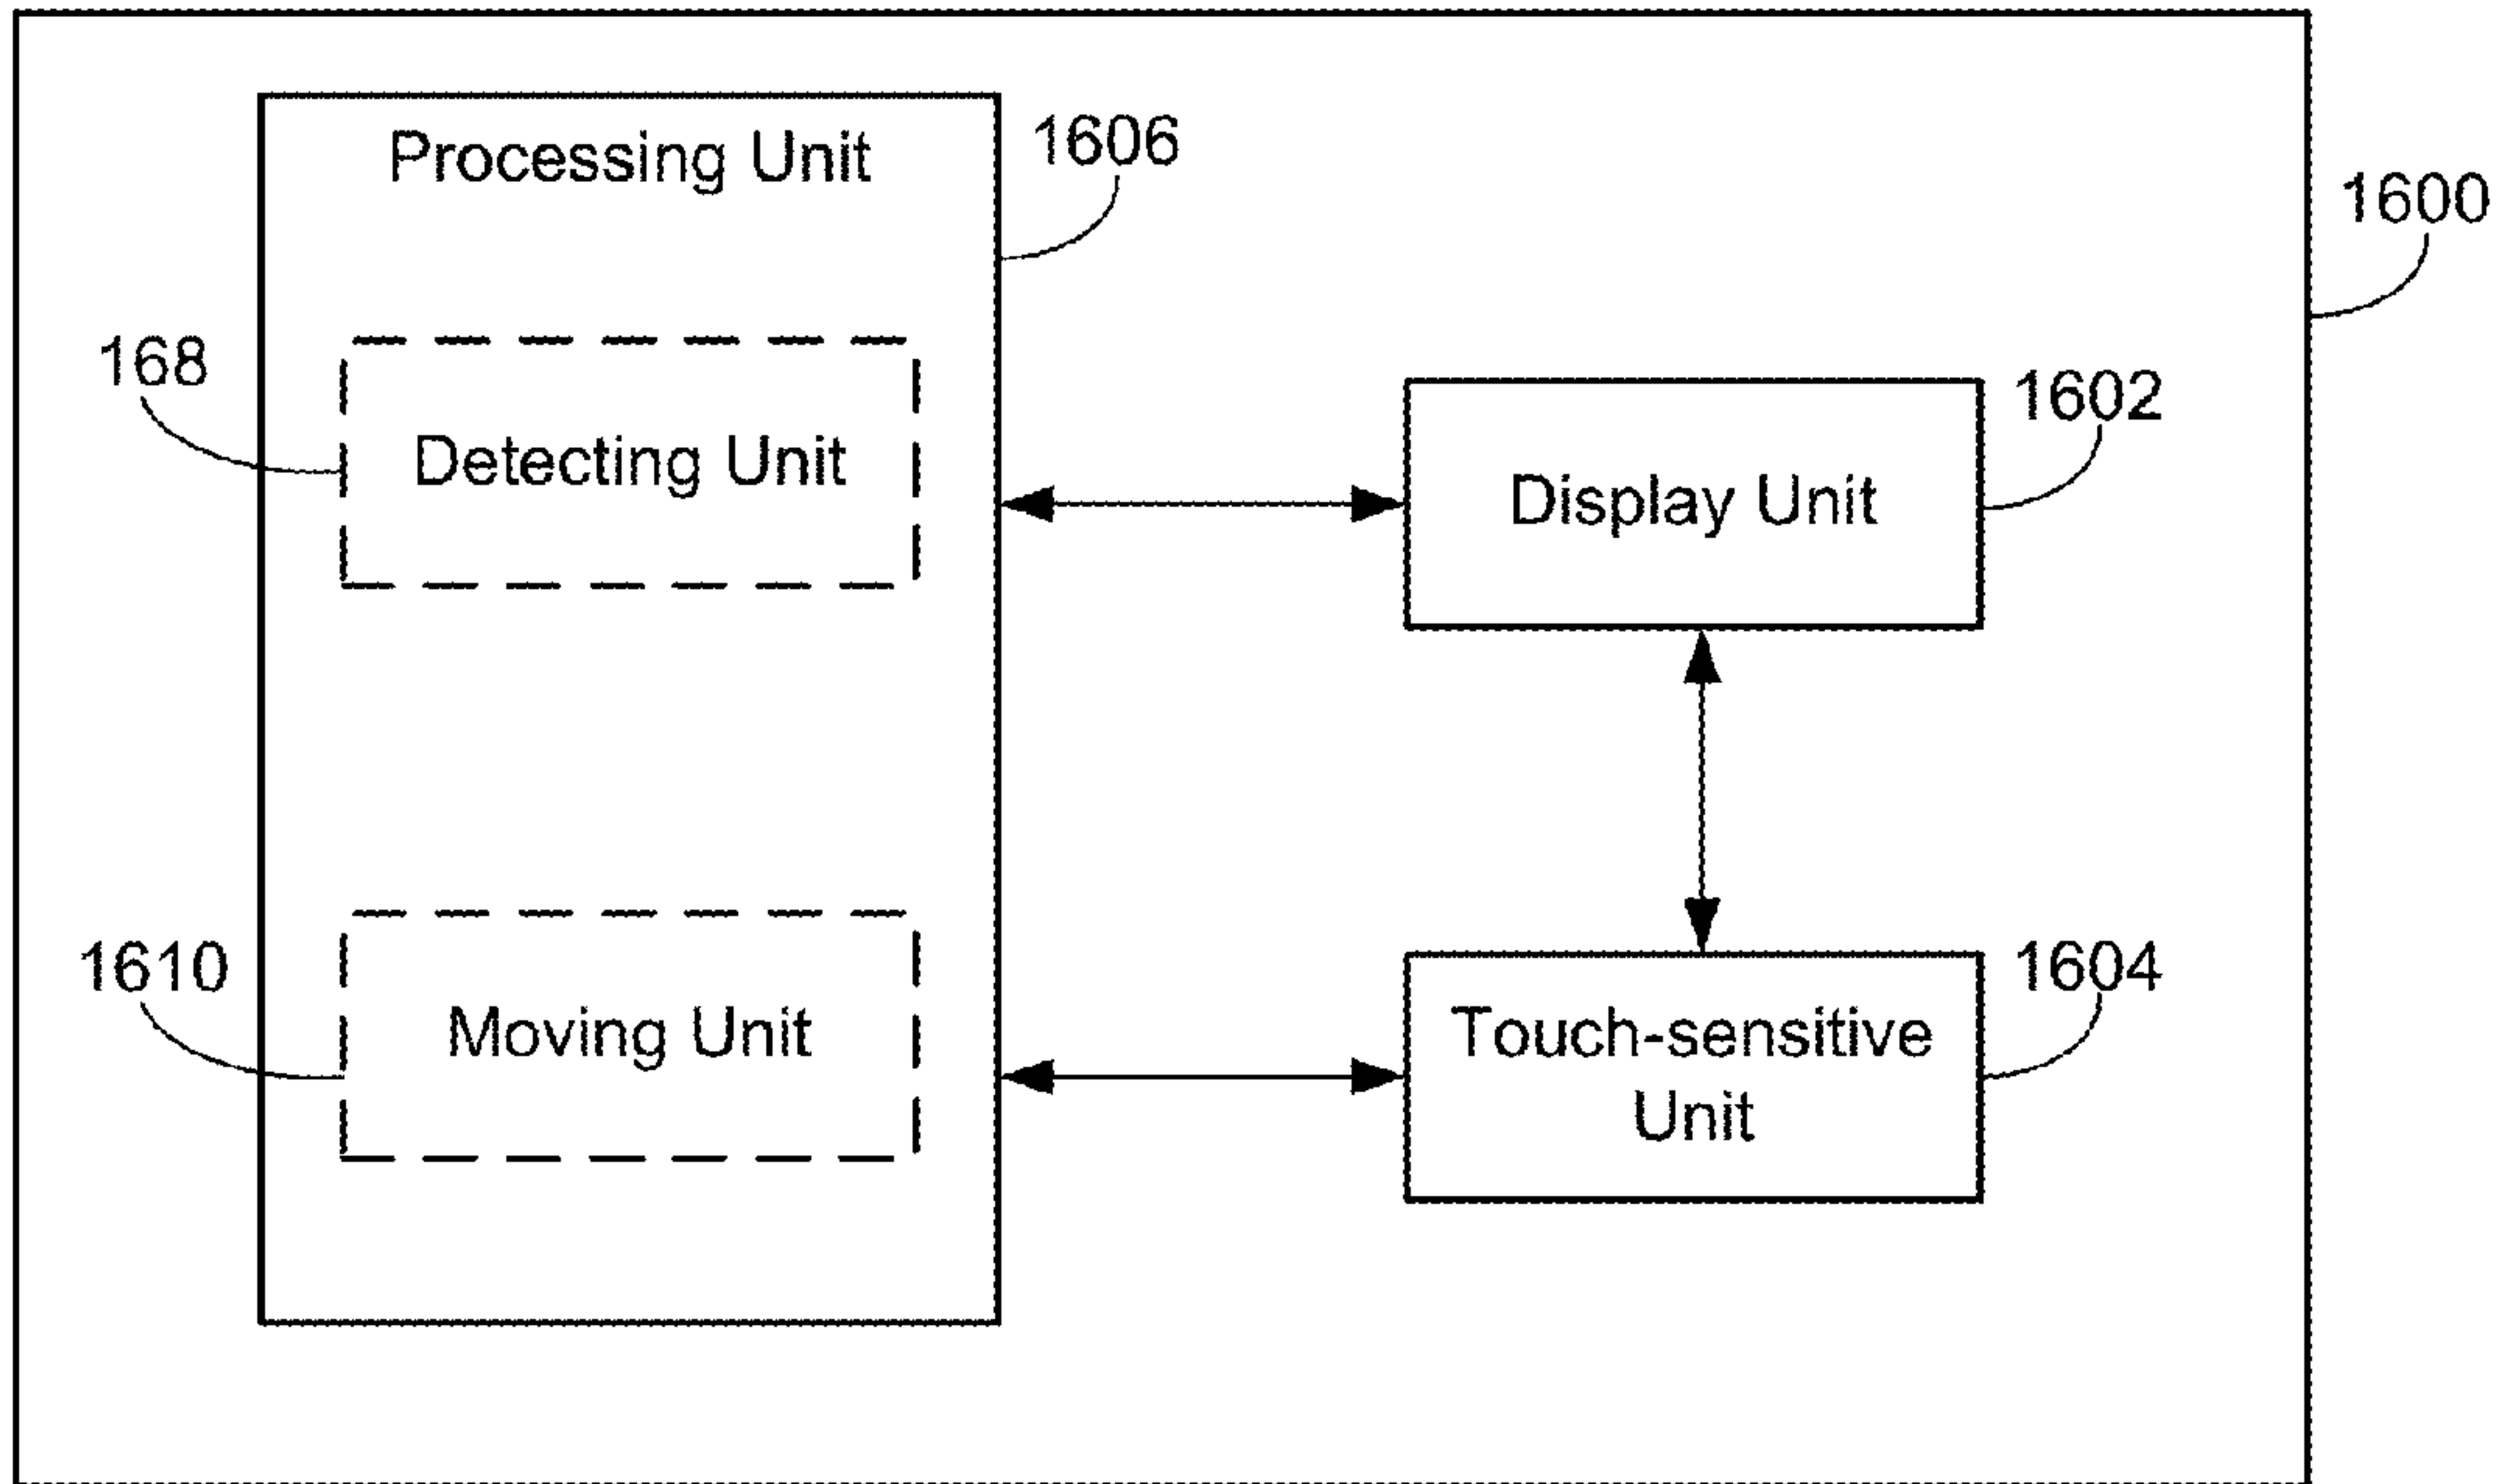 Processing Unit
1606
1600
168
Detecting Unit
1602
Display Unit
1610
Moving Unit
1604
Touch-sensitive
Unit